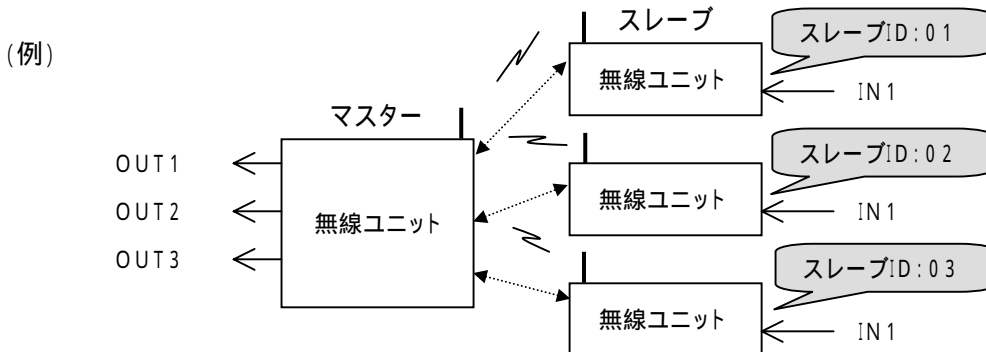 (例)
スレーブ
スレーブID:01
無線ユニット
IN1
マスター
OUT1
OUT2
OUT3
無線ユニット
スレーブID:02
無線ユニット
IN1
スレーブID:03
無線ユニット
IN1